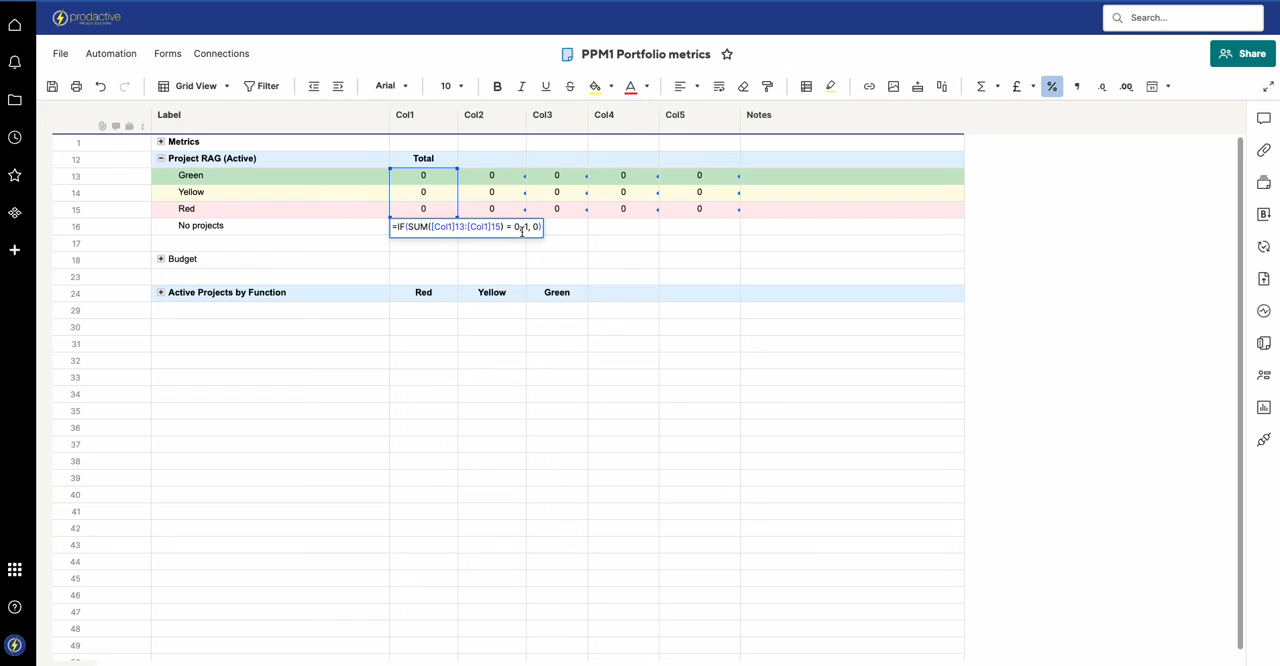 prodactive
PROJECT SOLUTIONS
Search...
File Automation Forms Connections
PPM1 Portfolio metrics
Share
Grid View Filter Arial 10 B I U S A Σ £ % .0 .00
Label Col1 Col2 Col3 Col4 Col5 Notes
1 Metrics
12 Project RAG (Active) Total
13 Green 0 0 0 0 0
14 Yellow 0 0 0 0 0
15 Red 0 0 0 0 0
16 No projects =IF(SUM([Col1]13:[Col1]15) = 0, 1, 0)
17
18 Budget
23
24 Active Projects by Function Red Yellow Green
29
30
31
32
33
34
35
36
37
38
39
40
41
42
43
44
45
46
47
48
49